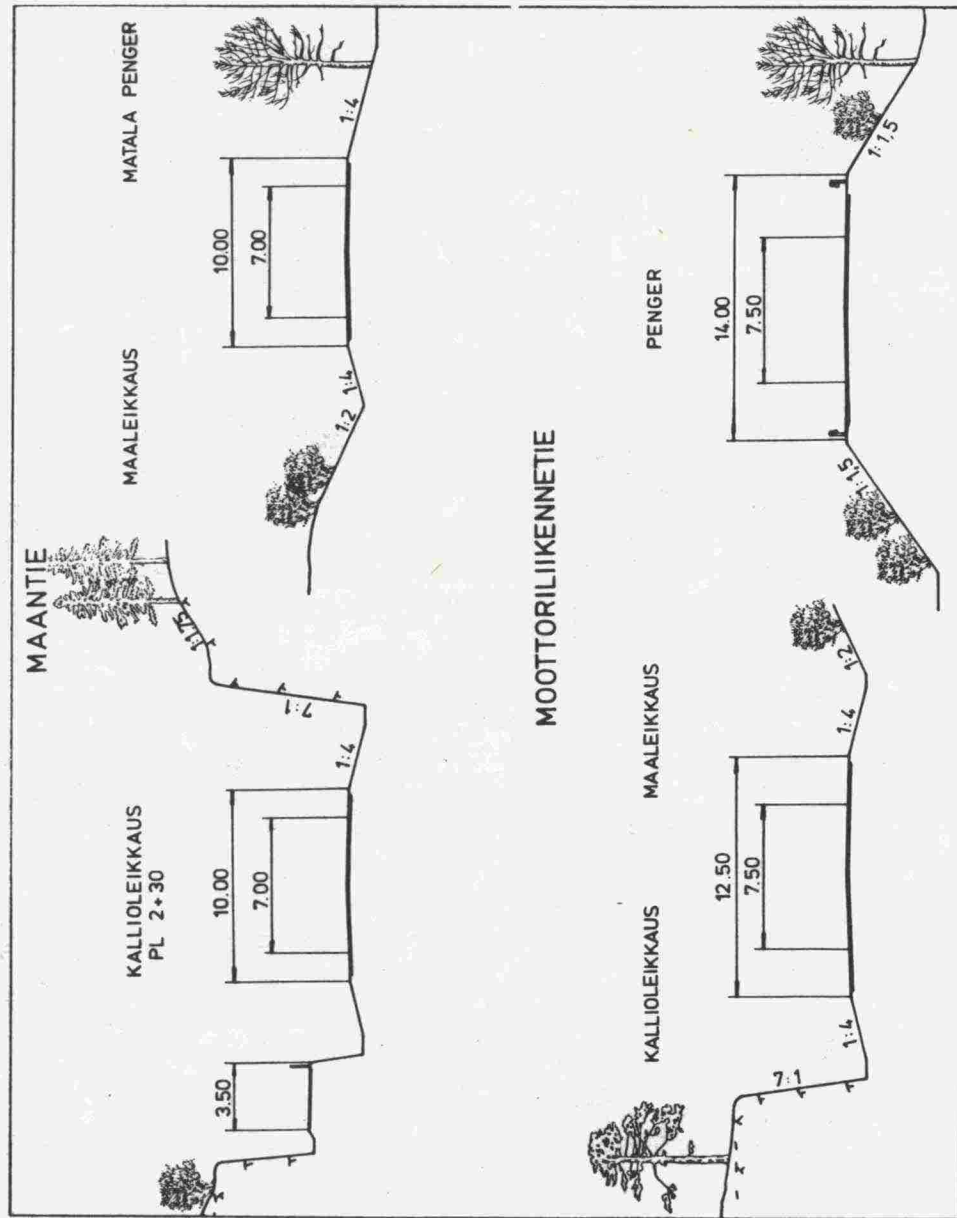 MAANTIE
KALLIOLEIKKAUS
PL 2+30
MAALEIKKAUS
MATALA PENGER
3.50
10.00
7.00
1:4
7:1
1:1,75
1:2
1:4
10.00
7.00
1:4
MOOTTORILIIKENNETIE
KALLIOLEIKKAUS
MAALEIKKAUS
PENGER
7:1
1:4
12.50
7.50
1:4
1:2
1:1,5
14.00
7.50
1:1,5